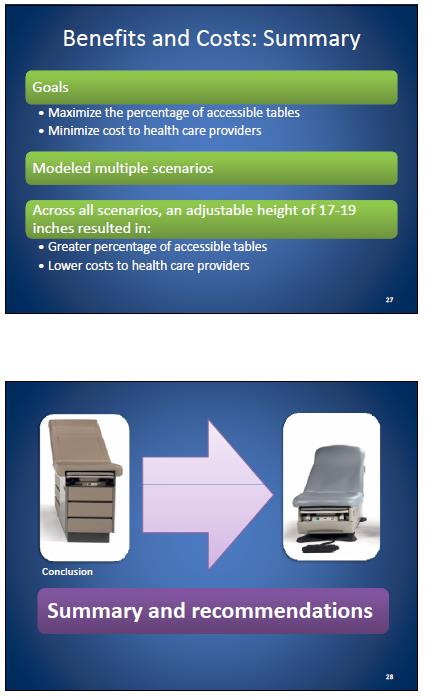 Benefits and Costs: Summary
Goals
• Maximize the percentage of accessible tables
• Minimize cost to health care providers
Modeled multiple scenarios
Across all scenarios, an adjustable height of 17-19
inches resulted in:
• Greater percentage of accessible tables
• Lower costs to health care providers
27
Conclusion
Summary and recommendations
28